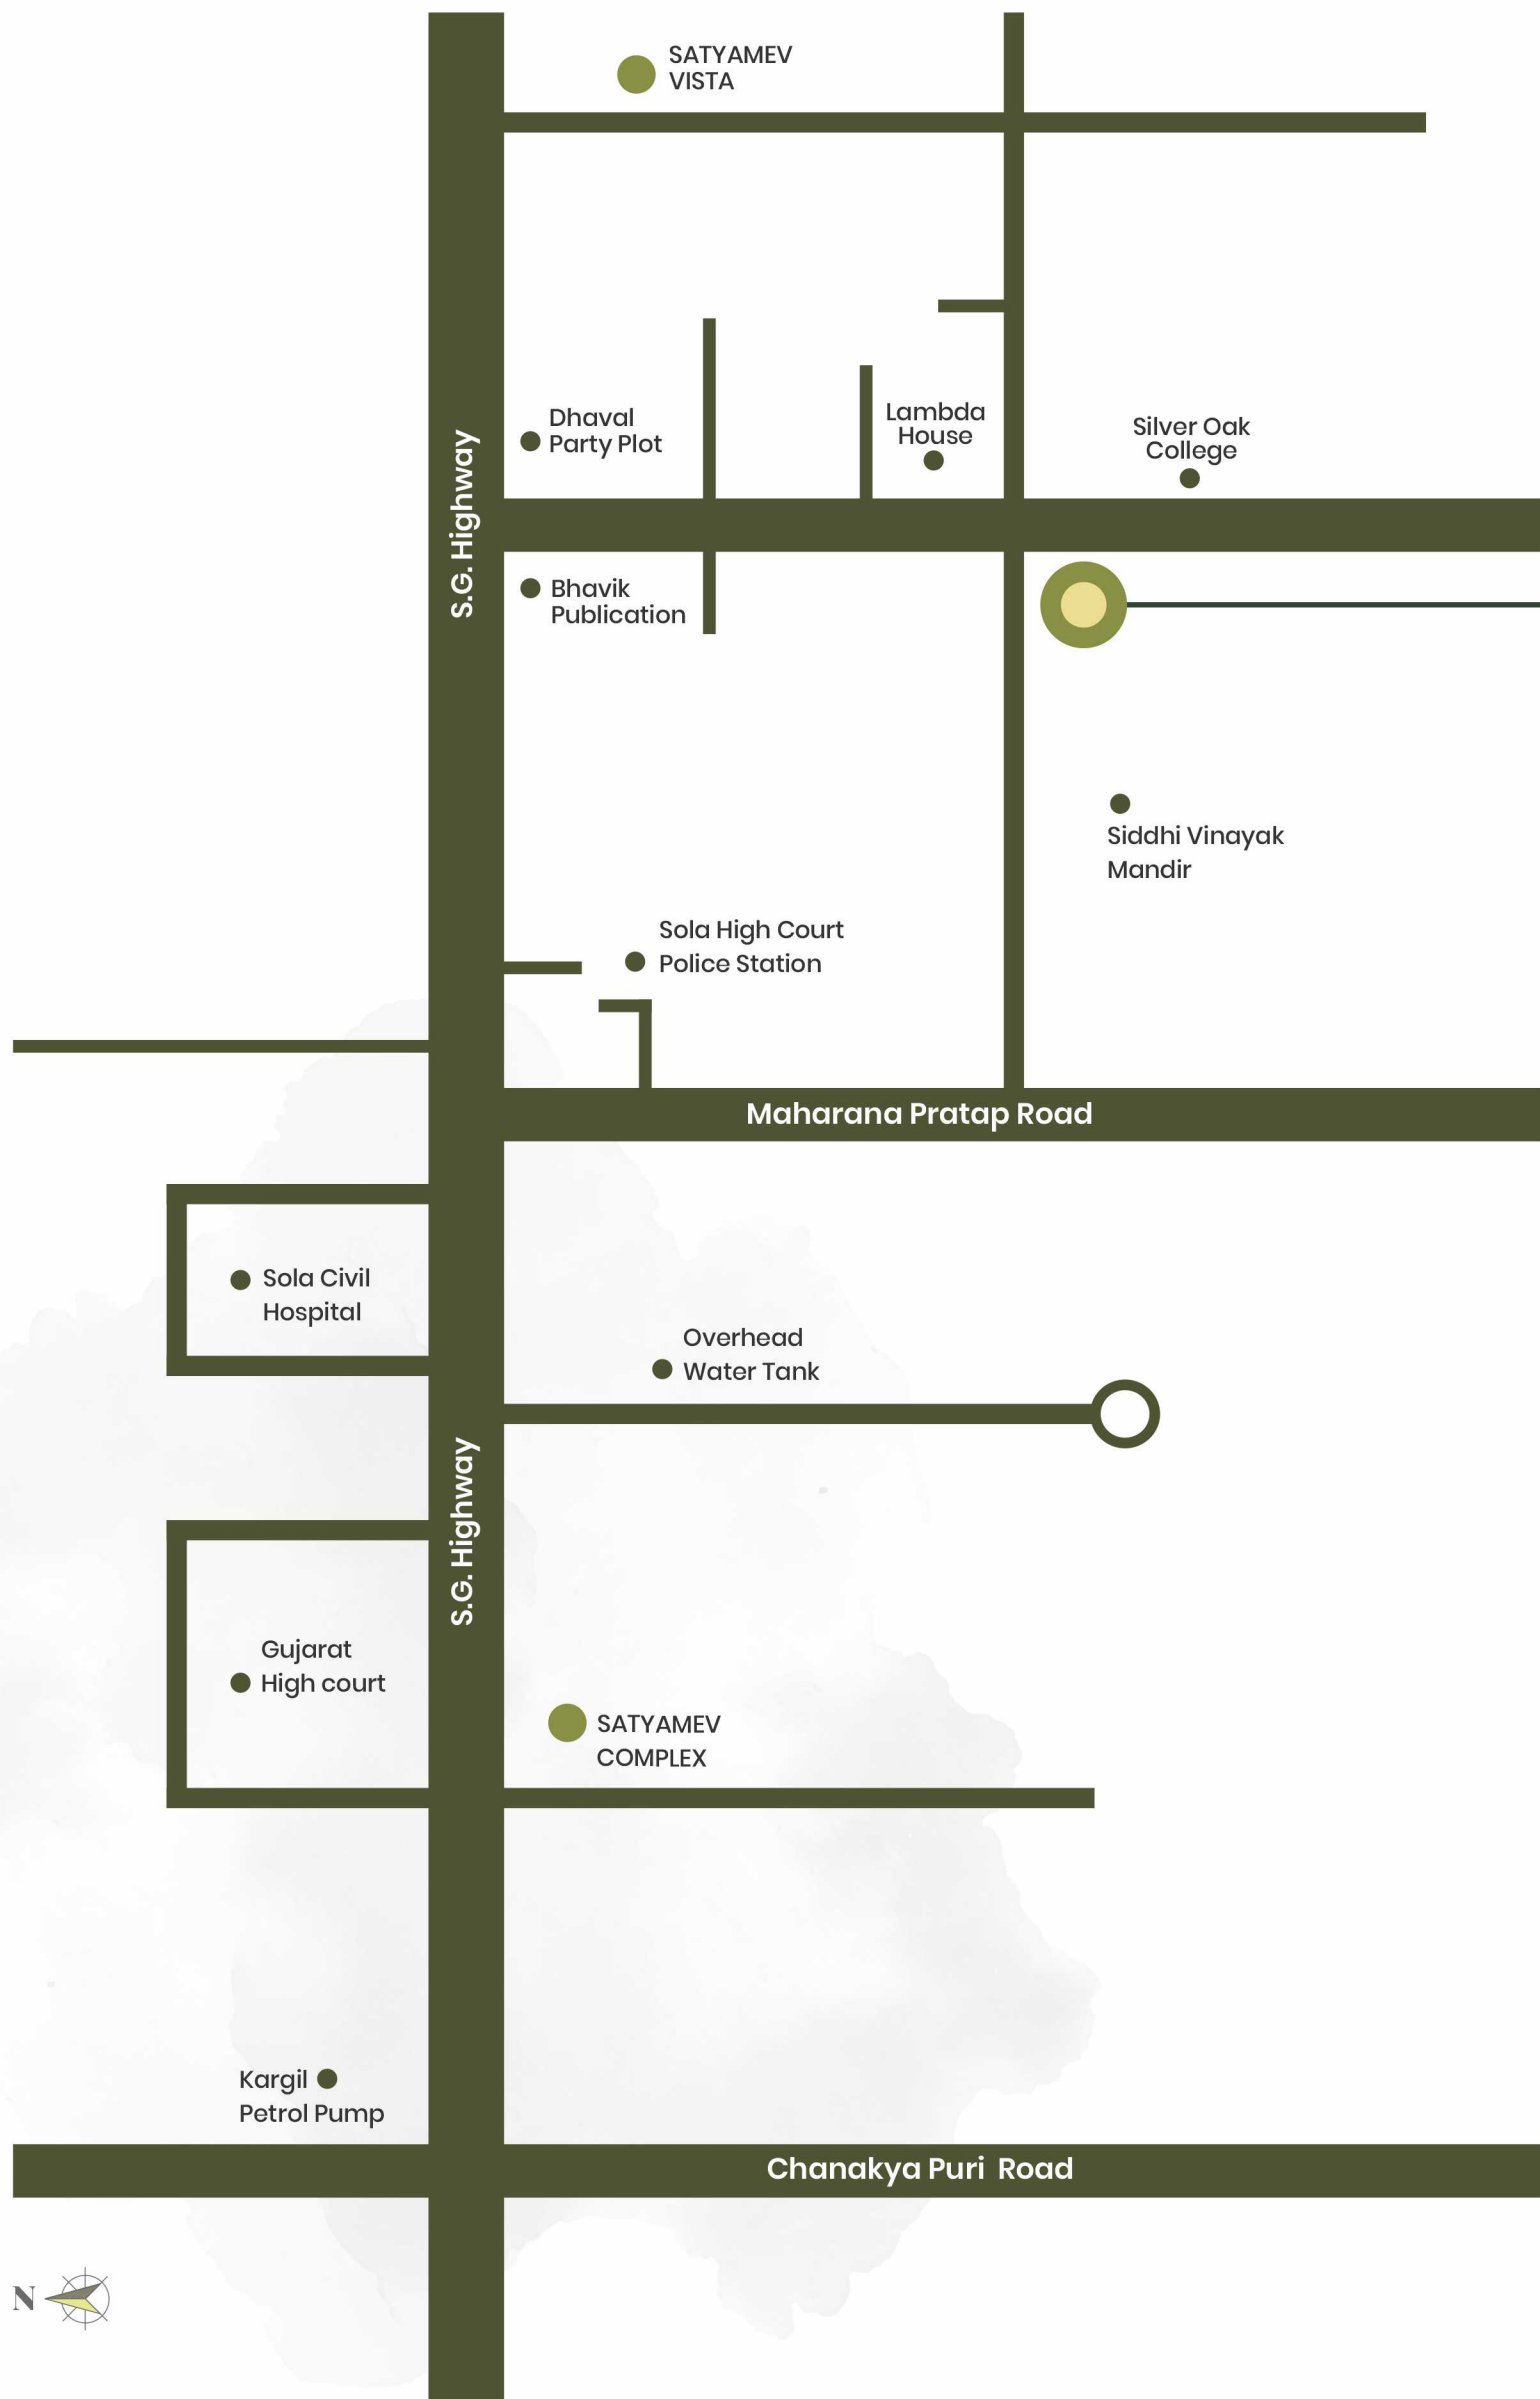 SATYAMEV
VISTA
Dhaval
Party Plot
Lambda
House
Silver Oak
College
S.G. Highway
Bhavik
Publication
Siddhi Vinayak
Mandir
Sola High Court
Police Station
Maharana Pratap Road
Sola Civil
Hospital
Overhead
Water Tank
S.G. Highway
Gujarat
High court
SATYAMEV
COMPLEX
Kargil
Petrol Pump
Chanakya Puri Road
N